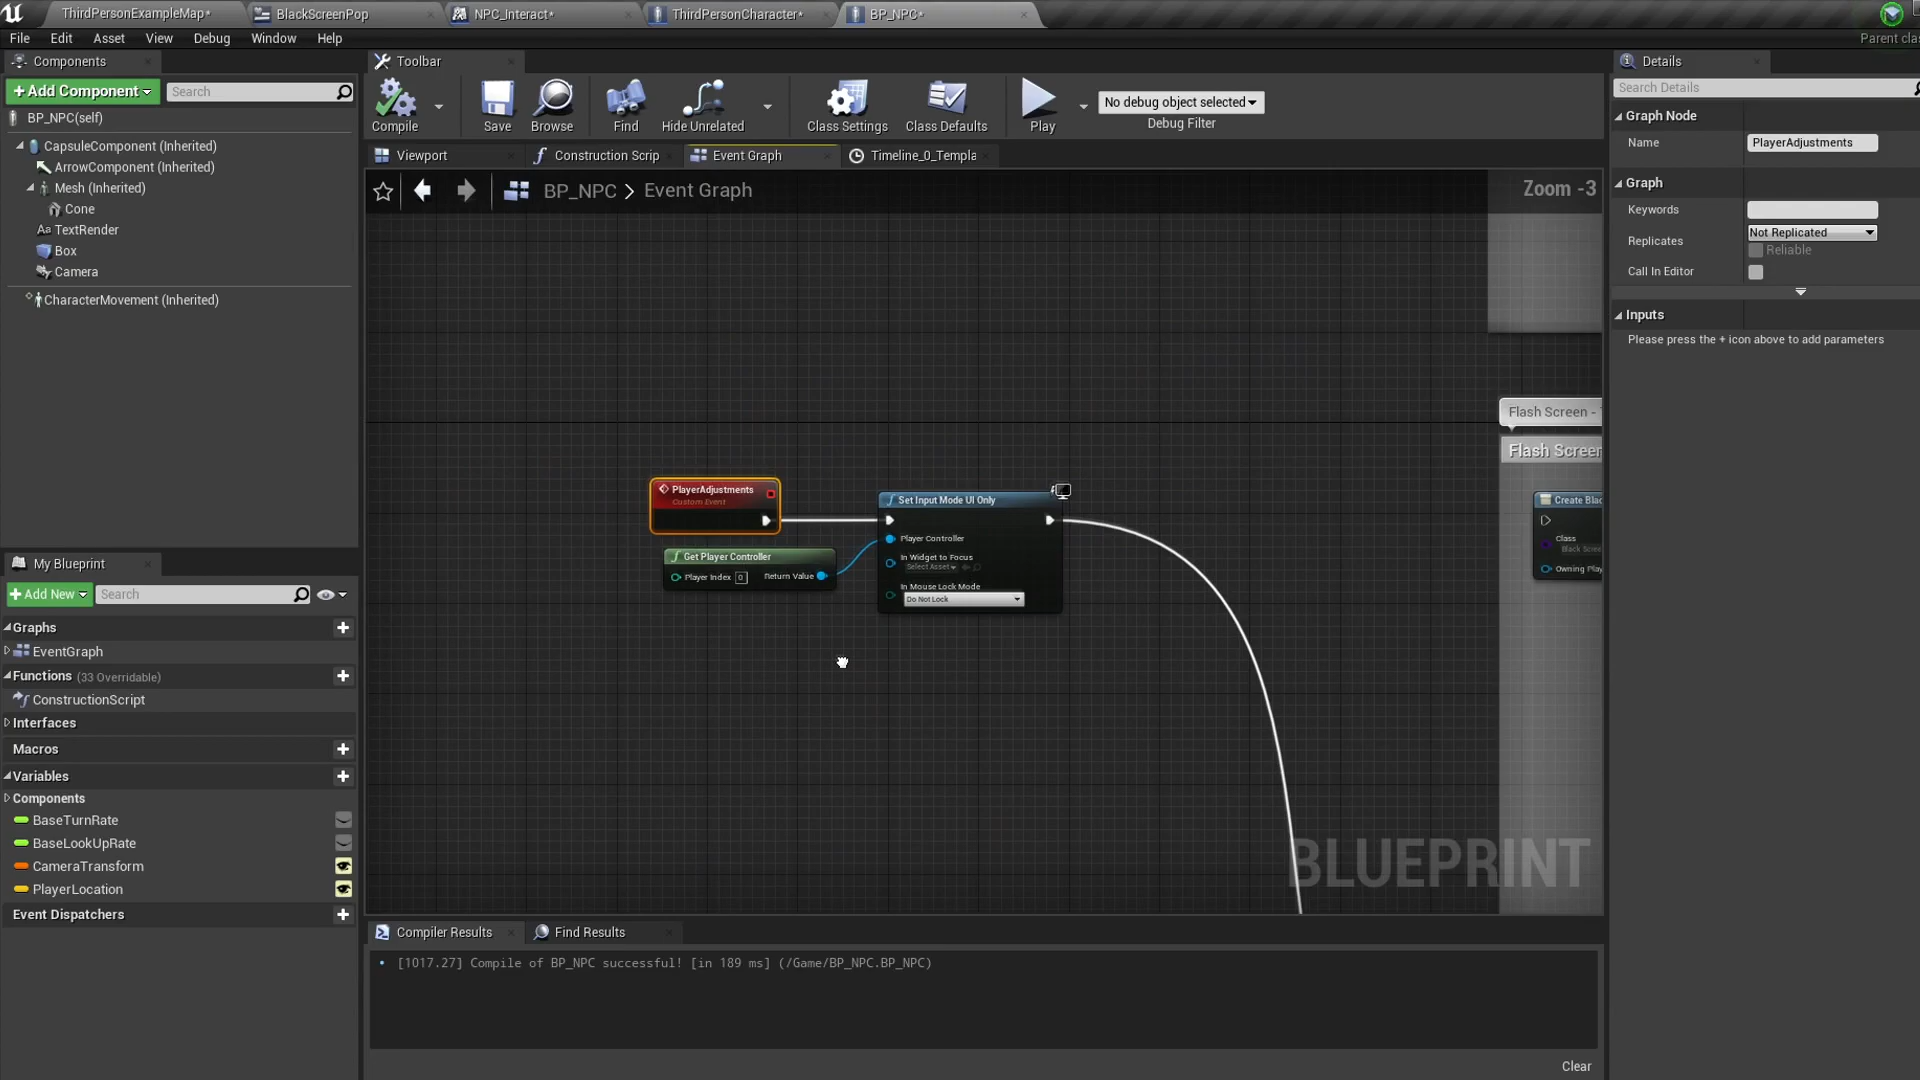 ThirdPersonExampleMap*
BlackScreenPop
NPC_Interact*
ThirdPersonCharacter*
BP_NPC*
File
Edit
Asset
View
Debug
Window
Help
Parent clas
Components
+ Add Component
Search
BP_NPC(self)
CapsuleComponent (Inherited)
ArrowComponent (Inherited)
Mesh (Inherited)
Cone
TextRender
Box
Camera
CharacterMovement (Inherited)
My Blueprint
+ Add New
Search
Graphs
EventGraph
Functions (33 Overridable)
ConstructionScript
Interfaces
Macros
Variables
Components
BaseTurnRate
BaseLookUpRate
CameraTransform
PlayerLocation
Event Dispatchers
Toolbar
Compile
Save
Browse
Find
Hide Unrelated
Class Settings
Class Defaults
Play
No debug object selected
Debug Filter
Viewport
Construction Scrip
Event Graph
Timeline_0_Templa
BP_NPC > Event Graph
Zoom -3
PlayerAdjustments
Custom Event
Get Player Controller
Player Index 0
Return Value
Set Input Mode UI Only
Player Controller
In Widget to Focus
Select Asset
In Mouse Lock Mode
Do Not Lock
Flash Screen -
Flash Screen
Create Blac
Class
Black Scree
Owning Play
BLUEPRINT
Compiler Results
Find Results
[1017.27] Compile of BP_NPC successful! [in 189 ms] (/Game/BP_NPC.BP_NPC)
Clear
Details
Search Details
Graph Node
Name
PlayerAdjustments
Graph
Keywords
Replicates
Not Replicated
Reliable
Call In Editor
Inputs
Please press the + icon above to add parameters